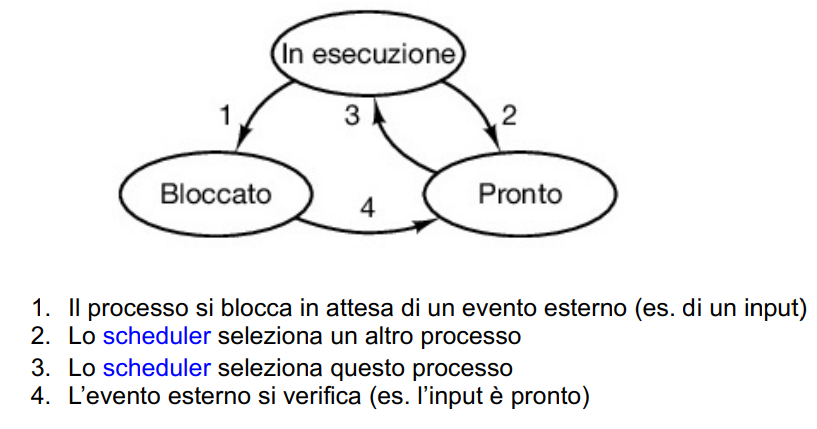 In esecuzione
1
3
2
Bloccato
4
Pronto
1. Il processo si blocca in attesa di un evento esterno (es. di un input)
2. Lo scheduler seleziona un altro processo
3. Lo scheduler seleziona questo processo
4. L’evento esterno si verifica (es. l’input è pronto)